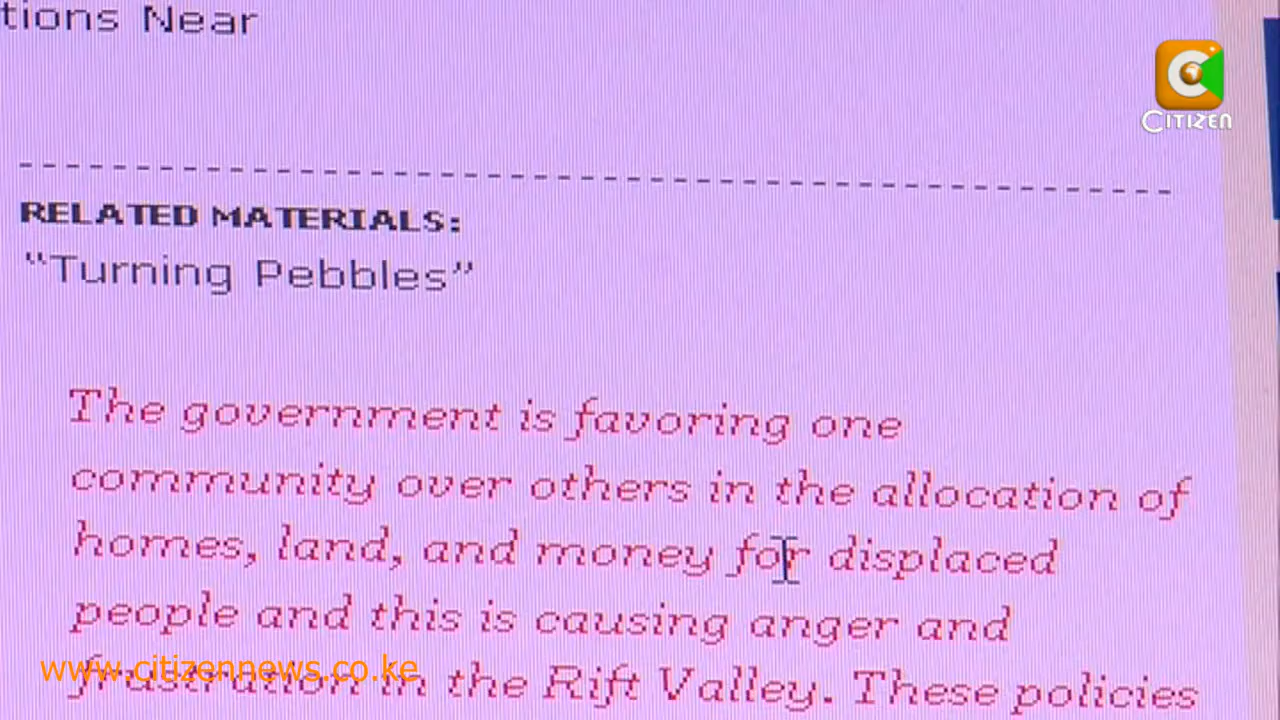 tions Near
CITIZEN
RELATED MATERIALS:
“Turning Pebbles”
The government is favoring one
community over others in the allocation of
homes, land, and money for displaced
people and this is causing anger and
frustration in the Rift Valley. These policies
www.citizennews.co.ke